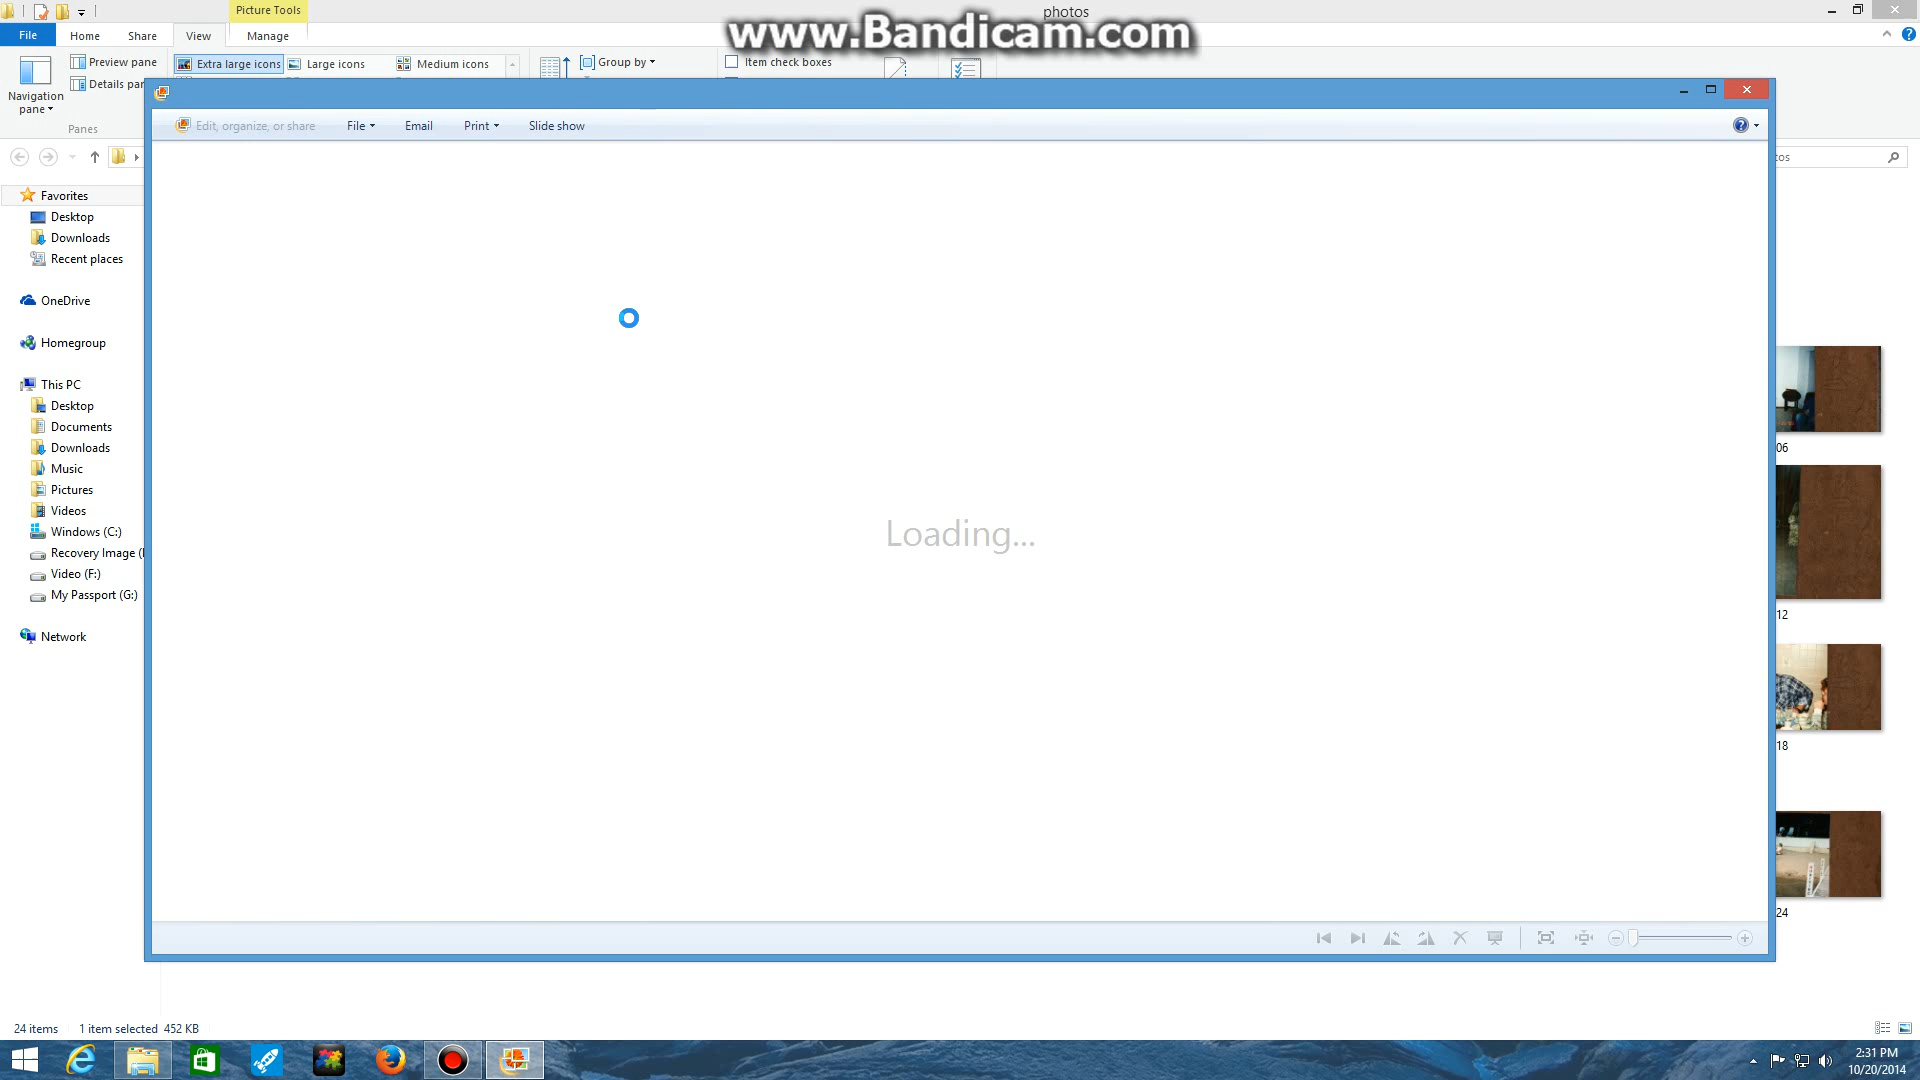 Picture Tools
photos
www.Bandicam.com
File
Home
Share
View
Manage
Preview pane
Extra large icons
Large icons
Medium icons
Group by
Item check boxes
Navigation
pane
Details
Panes
Edit, organize, or share
File
Email
Print
Slide show
Favorites
Desktop
Downloads
Recent places
OneDrive
Homegroup
This PC
Desktop
Documents
Downloads
Music
Pictures
Videos
Windows (C:)
Recovery Image
Video (F:)
My Passport (G:)
Network
Loading...
06
12
18
24
24 items
1 item selected 452 KB
2:31 PM
10/20/2014